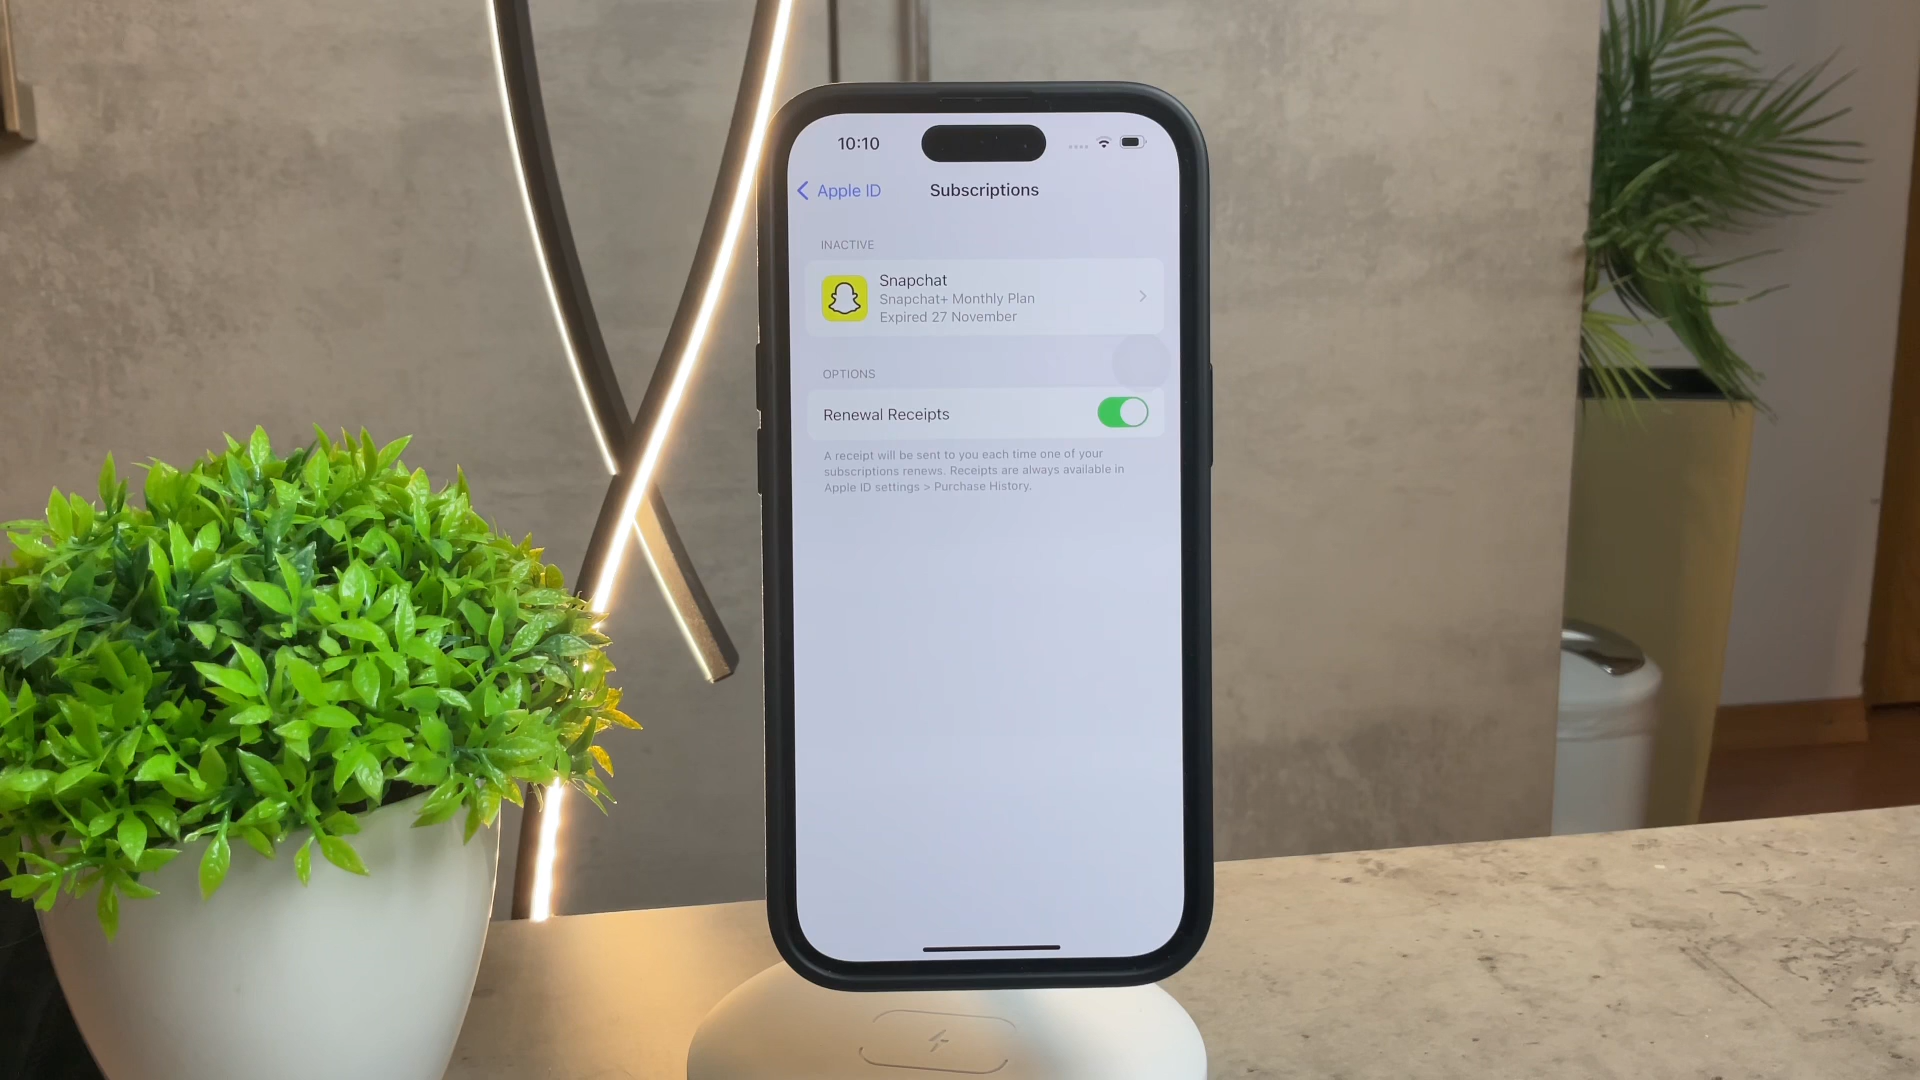 10:10
Apple ID
Subscriptions
INACTIVE
Snapchat
Snapchat+ Monthly Plan
Expired 27 November
OPTIONS
Renewal Receipts
A receipt will be sent to you each time one of your
subscriptions renews. Receipts are always available in
Apple ID settings > Purchase History.